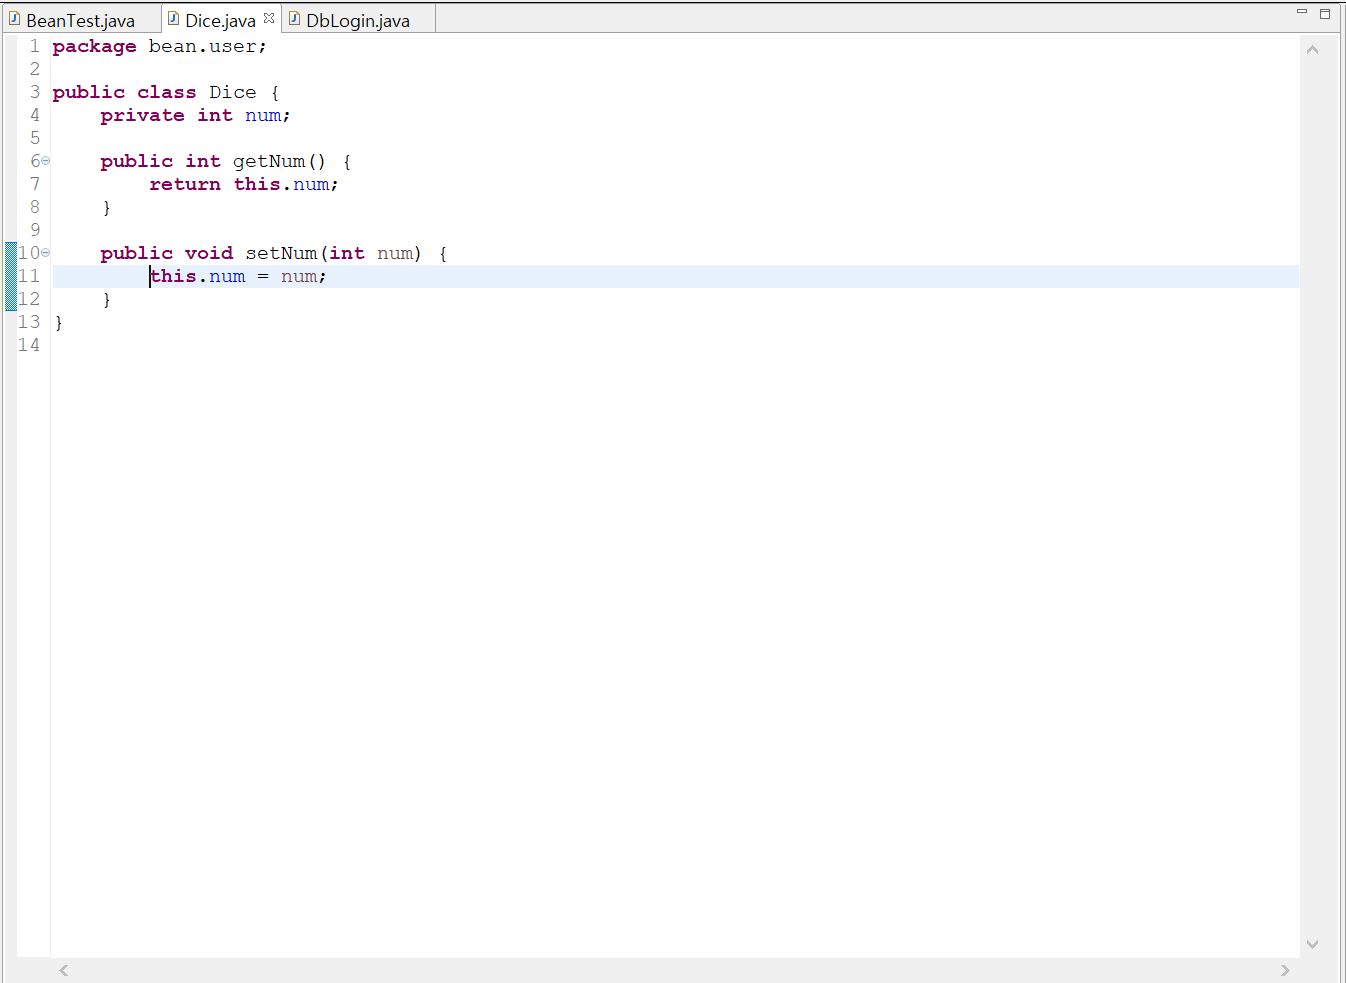 BeanTest.java Dice.java DbLogin.java
1 package bean.user;
2
3 public class Dice {
4     private int num;
5
6     public int getNum() {
7         return this.num;
8     }
9
10     public void setNum(int num) {
11         this.num = num;
12     }
13 }
14